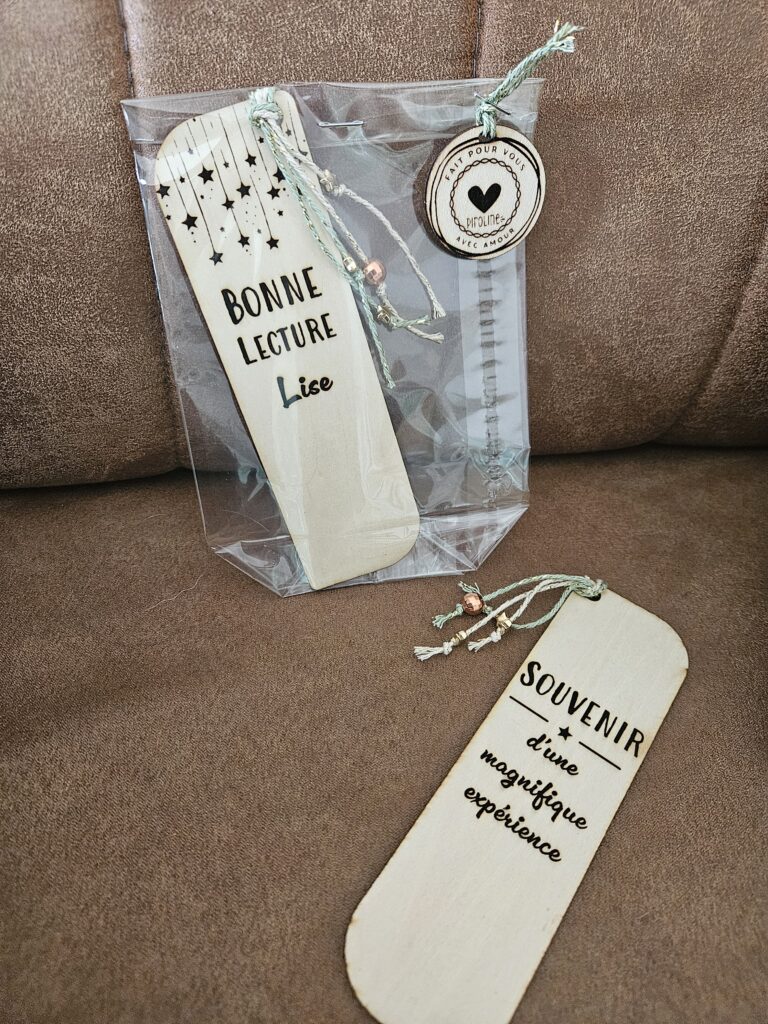 BONNE
LECTURE
Lise
FAIT POUR VOUS
PIROLINE
AVEC AMOUR
SOUVENIR
d'une
magnifique
expérience